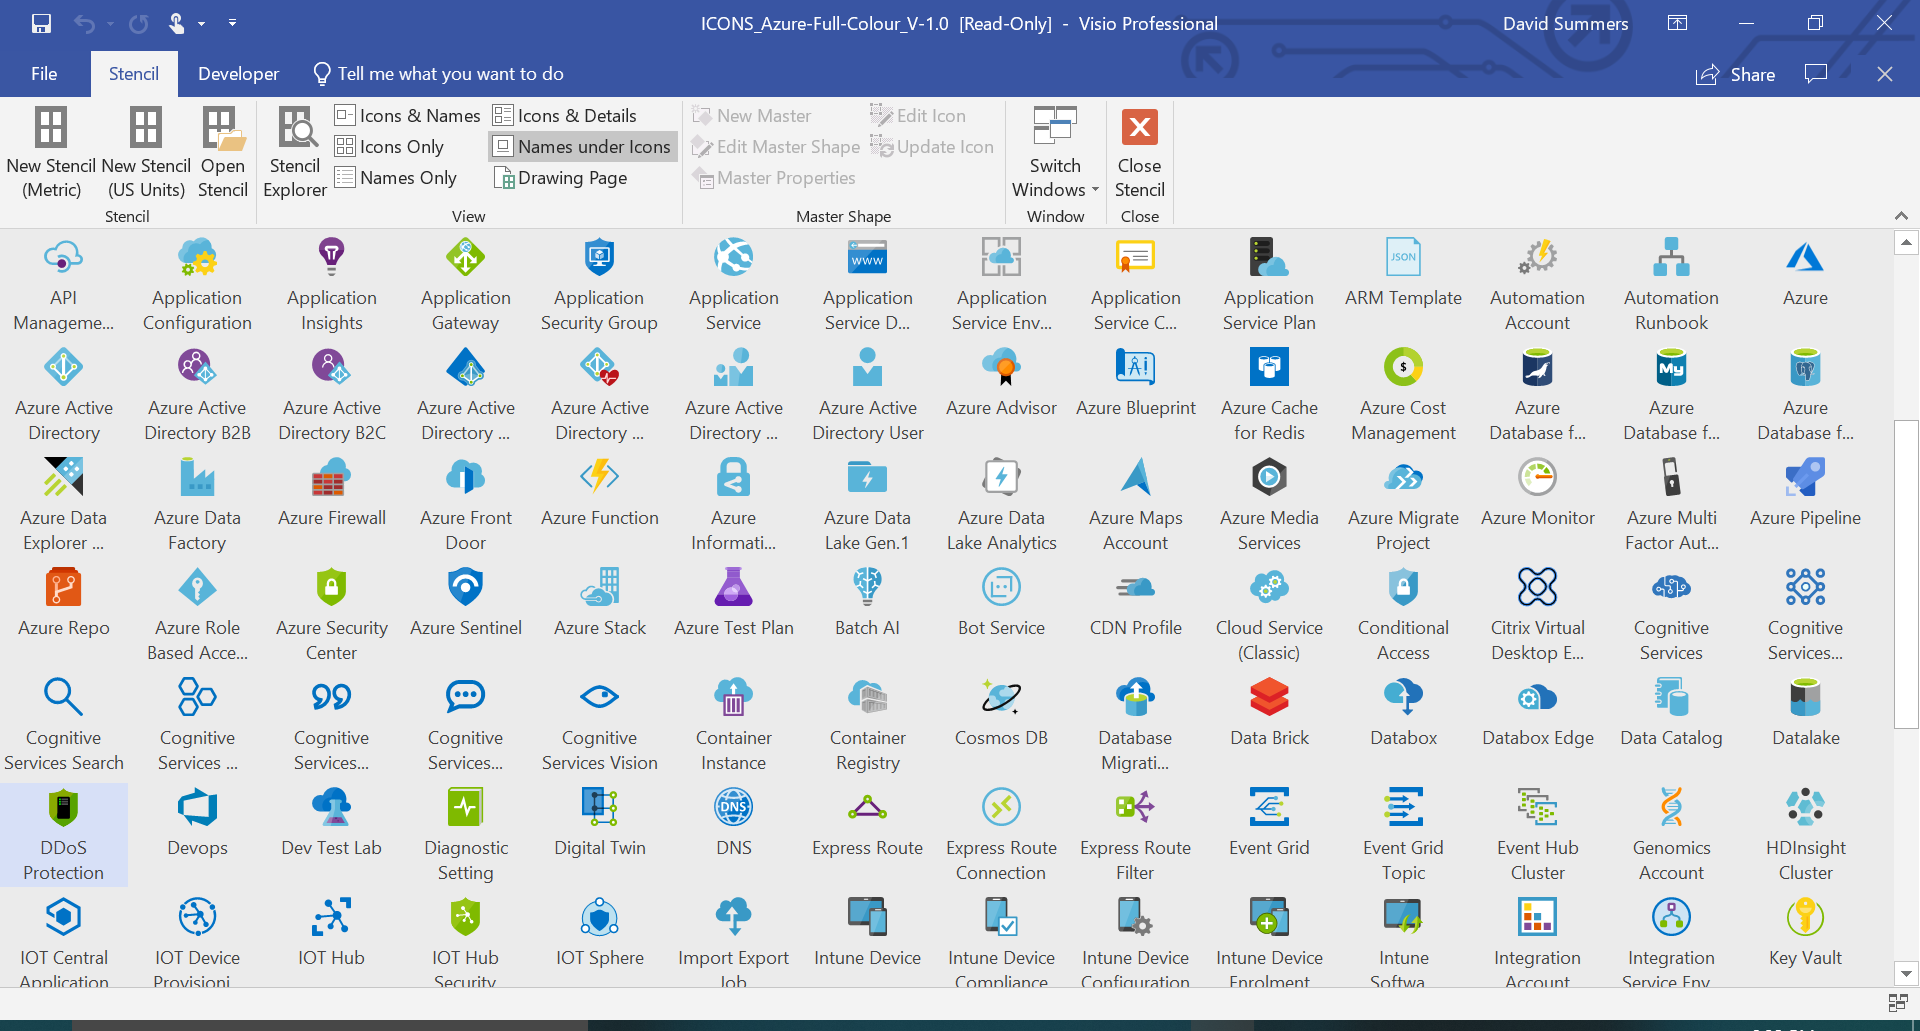 ICONS_Azure-Full-Colour_V-1.0 [Read-Only] - Visio Professional
David Summers
File Stencil Developer Tell me what you want to do
Share
New Stencil (Metric)
New Stencil (US Units)
Open Stencil
Stencil
Stencil Explorer
Icons & Names
Icons Only
Names Only
Icons & Details
Names under Icons
Drawing Page
View
New Master
Edit Master Shape
Master Properties
Edit Icon
Update Icon
Master Shape
Switch Windows
Window
Close Stencil
Close
API Manageme...
Application Configuration
Application Insights
Application Gateway
Application Security Group
Application Service
WWW
Application Service D...
Application Service Env...
Application Service C...
Application Service Plan
JSON
ARM Template
Automation Account
Automation Runbook
Azure
Azure Active Directory
Azure Active Directory B2B
Azure Active Directory B2C
Azure Active Directory ...
Azure Active Directory ...
Azure Active Directory ...
Azure Active Directory User
Azure Advisor
Azure Blueprint
Azure Cache for Redis
$
Azure Cost Management
Azure Database f...
My
Azure Database f...
Azure Database f...
Azure Data Explorer ...
Azure Data Factory
Azure Firewall
Azure Front Door
Azure Function
Azure Informati...
Azure Data Lake Gen.1
Azure Data Lake Analytics
Azure Maps Account
Azure Media Services
Azure Migrate Project
Azure Monitor
Azure Multi Factor Aut...
Azure Pipeline
Azure Repo
Azure Role Based Acce...
Azure Security Center
Azure Sentinel
Azure Stack
Azure Test Plan
Batch AI
Bot Service
CDN Profile
Cloud Service (Classic)
Conditional Access
Citrix Virtual Desktop E...
Cognitive Services
Cognitive Services...
Cognitive Services Search
Cognitive Services ...
Cognitive Services...
Cognitive Services...
Cognitive Services Vision
Container Instance
Container Registry
Cosmos DB
Database Migrati...
Data Brick
Databox
Databox Edge
Data Catalog
Datalake
DDoS Protection
Devops
Dev Test Lab
Diagnostic Setting
Digital Twin
DNS
DNS
Express Route
Express Route Connection
Express Route Filter
Event Grid
Event Grid Topic
Event Hub Cluster
Genomics Account
HDInsight Cluster
IOT Central Application
IOT Device Provisioni
IOT Hub
IOT Hub Security
IOT Sphere
Import Export Job
Intune Device
Intune Device Compliance
Intune Device Configuration
Intune Device Enrolment
Intune Softwa
Integration Account
Integration Service Env
Key Vault